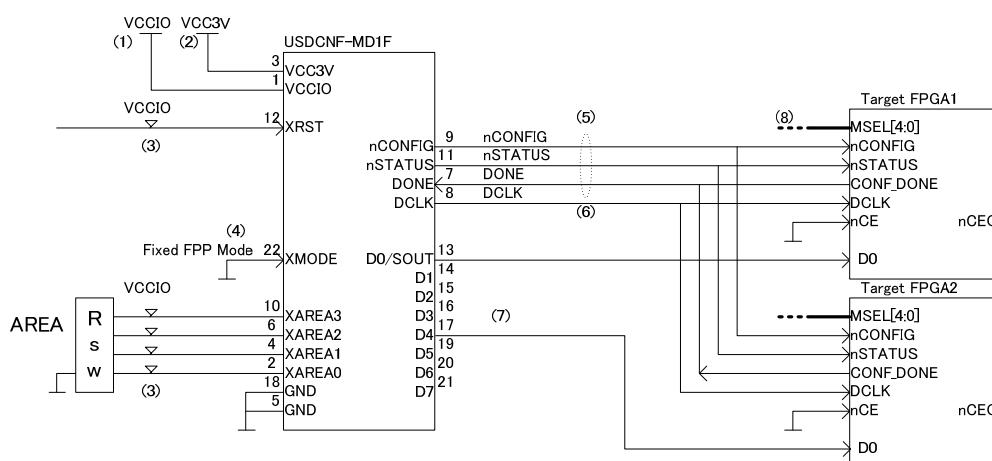 VCCIO VCC3V
(1) (2)
USDCNF-MD1F
3 VCC3V
1 VCCIO
VCCIO
12 XRST
(3)
nCONFIG 9 nCONFIG
nSTATUS 11 nSTATUS
DONE 7 DONE
DCLK 8 DCLK
(5)
(6)
(4)
Fixed FPP Mode 22 XMODE
D0/SOUT 13
D1 14
D2 15
D3 16
D4 17
D5 19
D6 20
D7 21
(7)
VCCIO
AREA
R
s
w
10 XAREA3
6 XAREA2
4 XAREA1
2 XAREA0
18 GND
5 GND
(3)
Target FPGA1
(8)
MSEL[4:0]
nCONFIG
nSTATUS
CONF_DONE
DCLK
nCE nCEO
D0
Target FPGA2
MSEL[4:0]
nCONFIG
nSTATUS
CONF_DONE
DCLK
nCE nCEO
D0